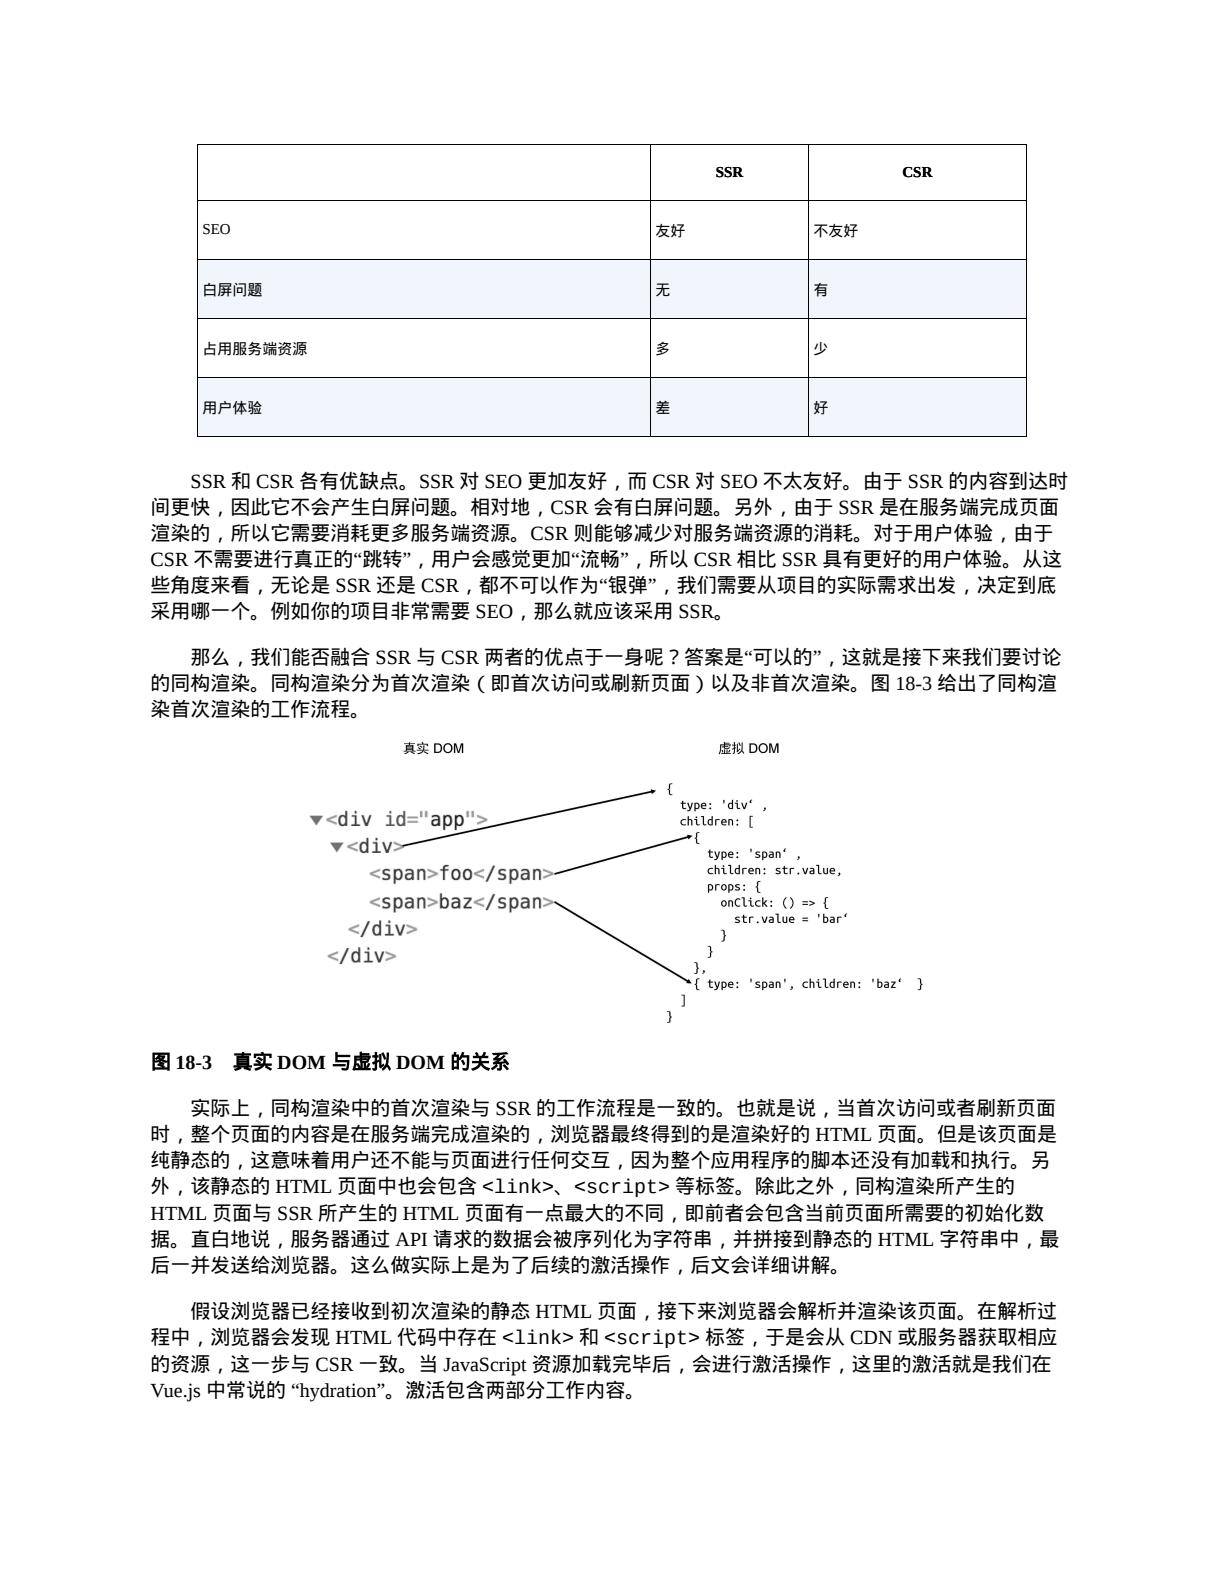 SSR CSR
SEO 友好 不友好
白屏问题 无 有
占用服务端资源 多 少
用户体验 差 好
SSR 和 CSR 各有优缺点。SSR 对 SEO 更加友好，而 CSR 对 SEO 不太友好。由于 SSR 的内容到达时
间更快，因此它不会产生白屏问题。相对地，CSR 会有白屏问题。另外，由于 SSR 是在服务端完成页面
渲染的，所以它需要消耗更多服务端资源。CSR 则能够减少对服务端资源的消耗。对于用户体验，由于
CSR 不需要进行真正的“跳转”，用户会感觉更加“流畅”，所以 CSR 相比 SSR 具有更好的用户体验。从这
些角度来看，无论是 SSR 还是 CSR，都不可以作为“银弹”，我们需要从项目的实际需求出发，决定到底
采用哪一个。例如你的项目非常需要 SEO，那么就应该采用 SSR。
那么，我们能否融合 SSR 与 CSR 两者的优点于一身呢？答案是“可以的”，这就是接下来我们要讨论
的同构渲染。同构渲染分为首次渲染（即首次访问或刷新页面）以及非首次渲染。图 18-3 给出了同构渲
染首次渲染的工作流程。
真实 DOM 虚拟 DOM
▼<div id="app">
▼<div>
<span>foo</span>
<span>baz</span>
</div>
</div>
{
type: 'div‘ ,
children: [
{
type: 'span‘ ,
children: str.value,
props: {
onClick: () => {
str.value = 'bar‘
}
}
},
{ type: 'span', children: 'baz‘ }
]
}
图 18-3 真实 DOM 与虚拟 DOM 的关系
实际上，同构渲染中的首次渲染与 SSR 的工作流程是一致的。也就是说，当首次访问或者刷新页面
时，整个页面的内容是在服务端完成渲染的，浏览器最终得到的是渲染好的 HTML 页面。但是该页面是
纯静态的，这意味着用户还不能与页面进行任何交互，因为整个应用程序的脚本还没有加载和执行。另
外，该静态的 HTML 页面中也会包含 <link>、<script> 等标签。除此之外，同构渲染所产生的
HTML 页面与 SSR 所产生的 HTML 页面有一点最大的不同，即前者会包含当前页面所需要的初始化数
据。直白地说，服务器通过 API 请求的数据会被序列化为字符串，并拼接到静态的 HTML 字符串中，最
后一并发送给浏览器。这么做实际上是为了后续的激活操作，后文会详细讲解。
假设浏览器已经接收到初次渲染的静态 HTML 页面，接下来浏览器会解析并渲染该页面。在解析过
程中，浏览器会发现 HTML 代码中存在 <link> 和 <script> 标签，于是会从 CDN 或服务器获取相应
的资源，这一步与 CSR 一致。当 JavaScript 资源加载完毕后，会进行激活操作，这里的激活就是我们在
Vue.js 中常说的 “hydration”。激活包含两部分工作内容。